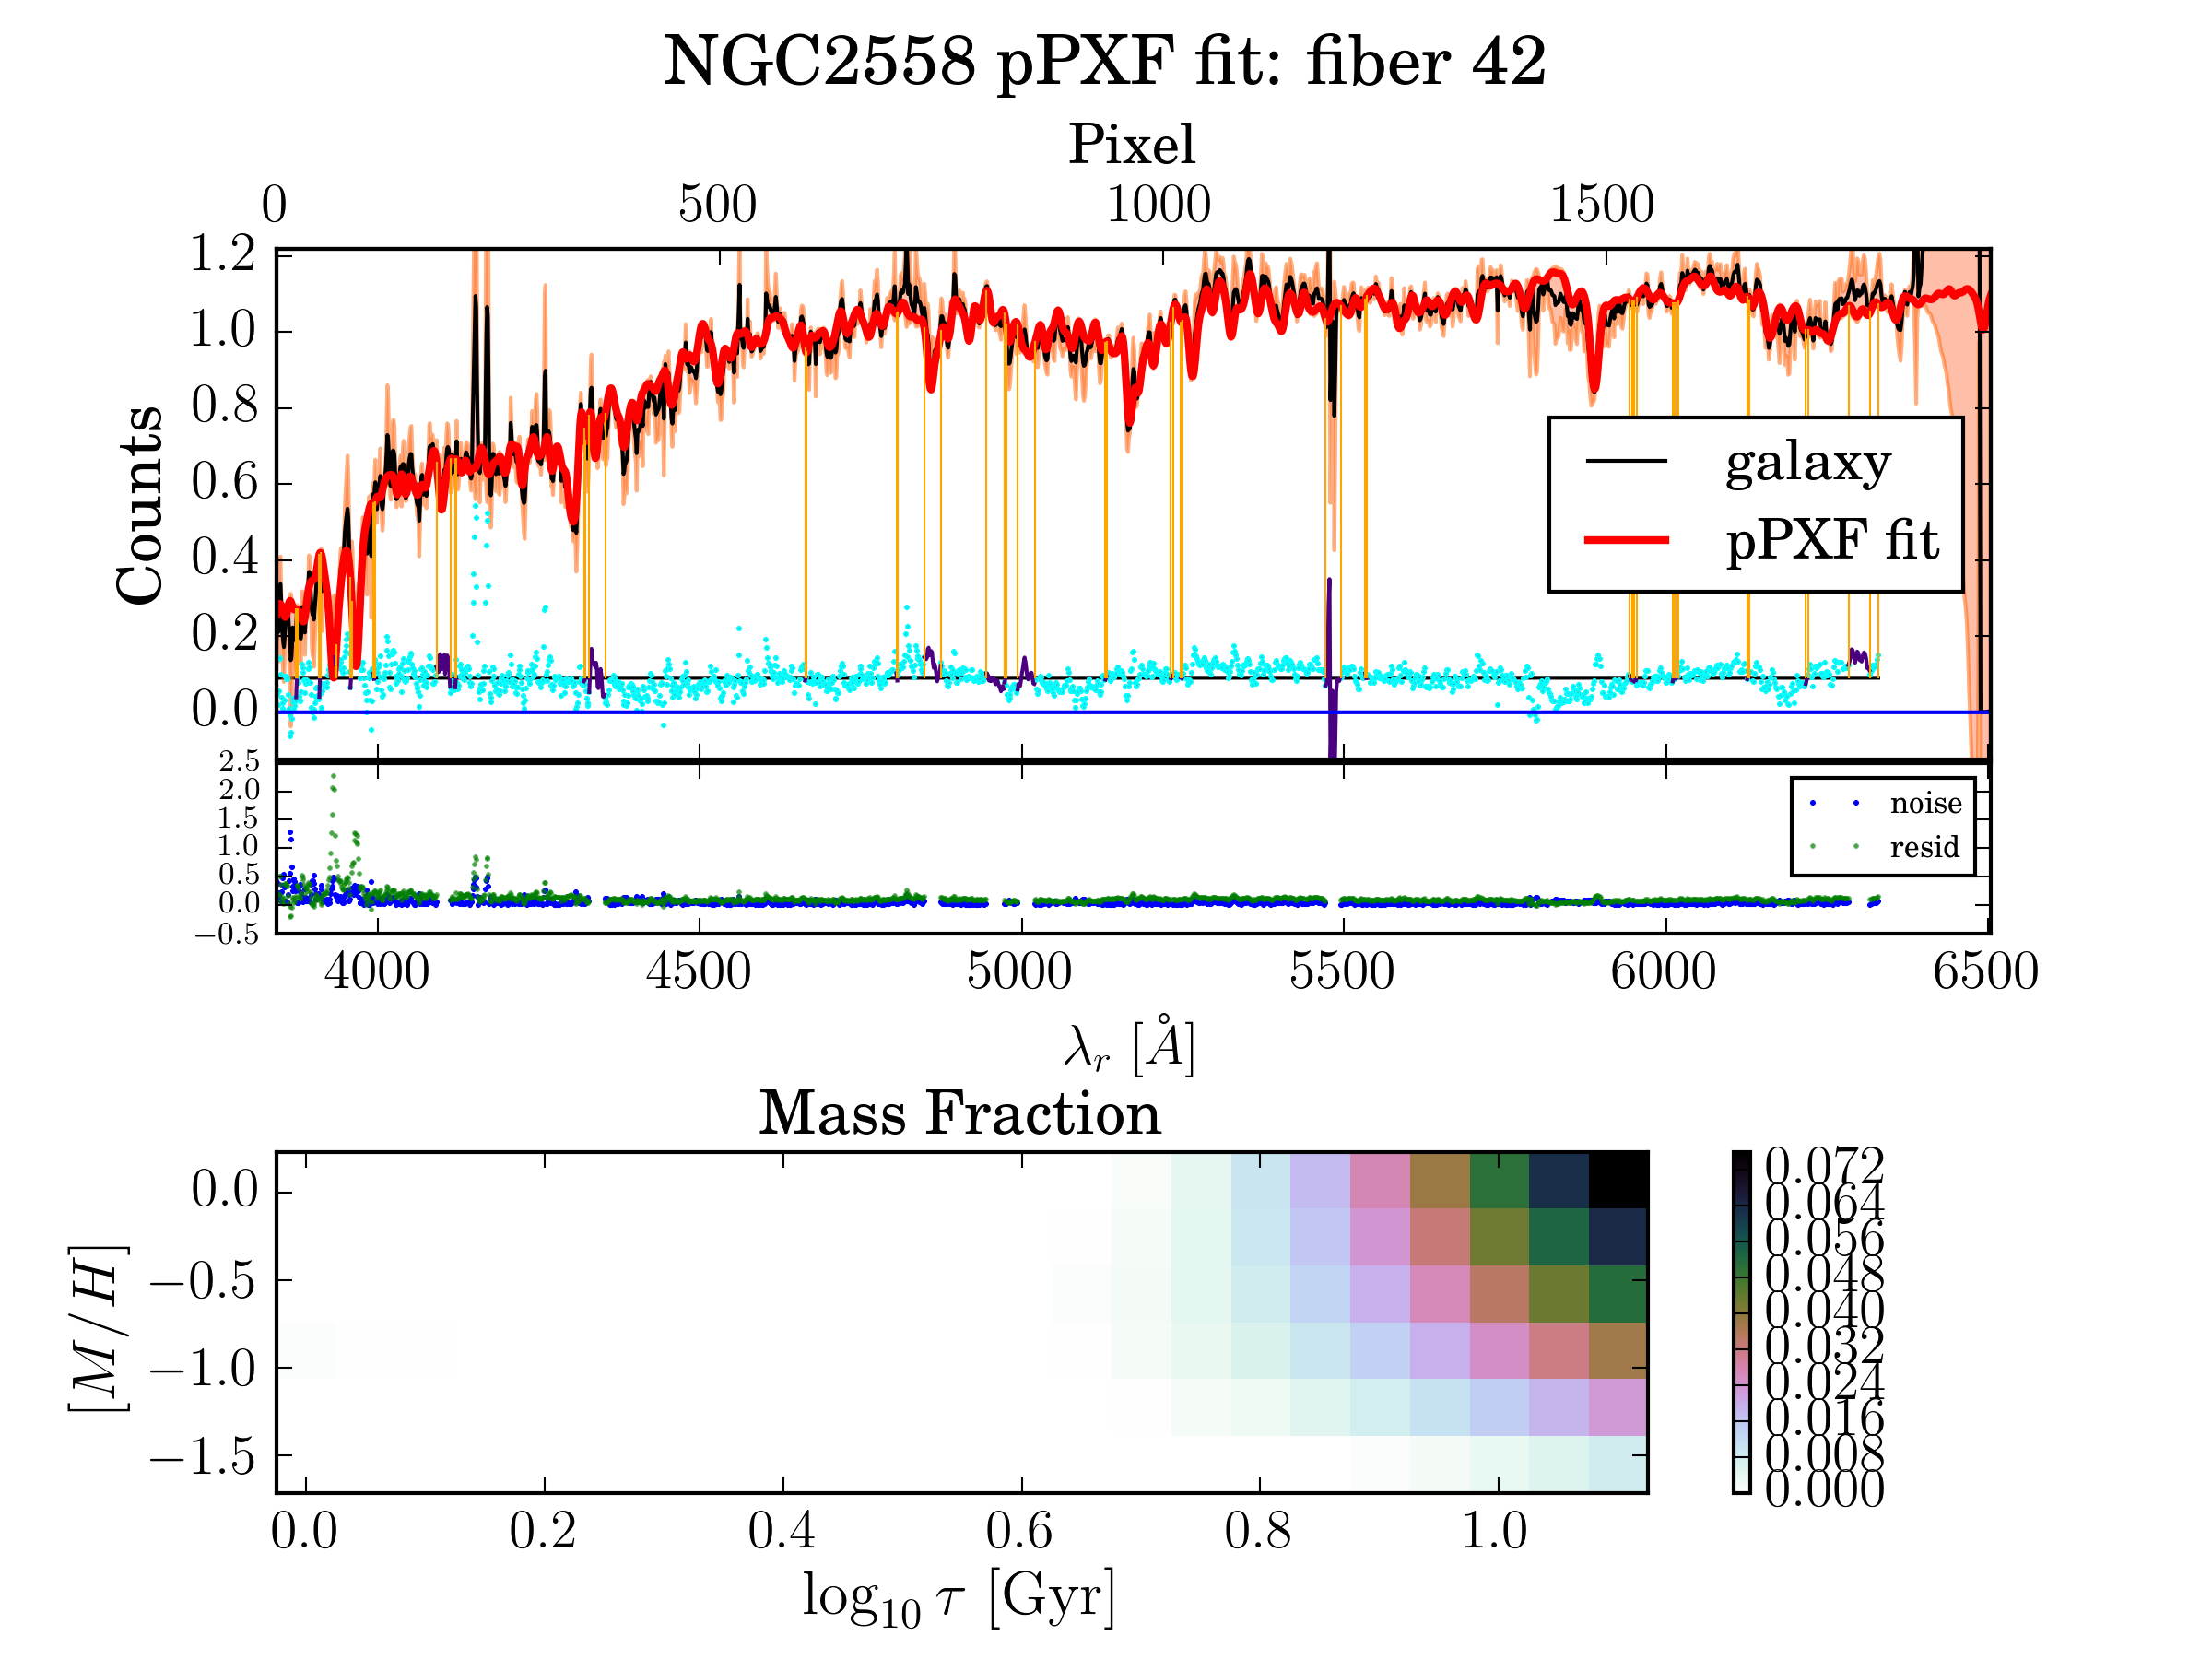 NGC2558 pPXF fit: fiber 42
Pixel
0 500 1000 1500
1.2
1.0
0.8
0.6
0.4
0.2
0.0
Counts
galaxy
pPXF fit
2.5
2.0
1.5
1.0
0.5
0.0
−0.5
noise
resid
4000 4500 5000 5500 6000 6500
λr [Å]
Mass Fraction
0.0
−0.5
−1.0
−1.5
[M/H]
0.072
0.064
0.056
0.048
0.040
0.032
0.024
0.016
0.008
0.000
0.0 0.2 0.4 0.6 0.8 1.0
log10 τ [Gyr]